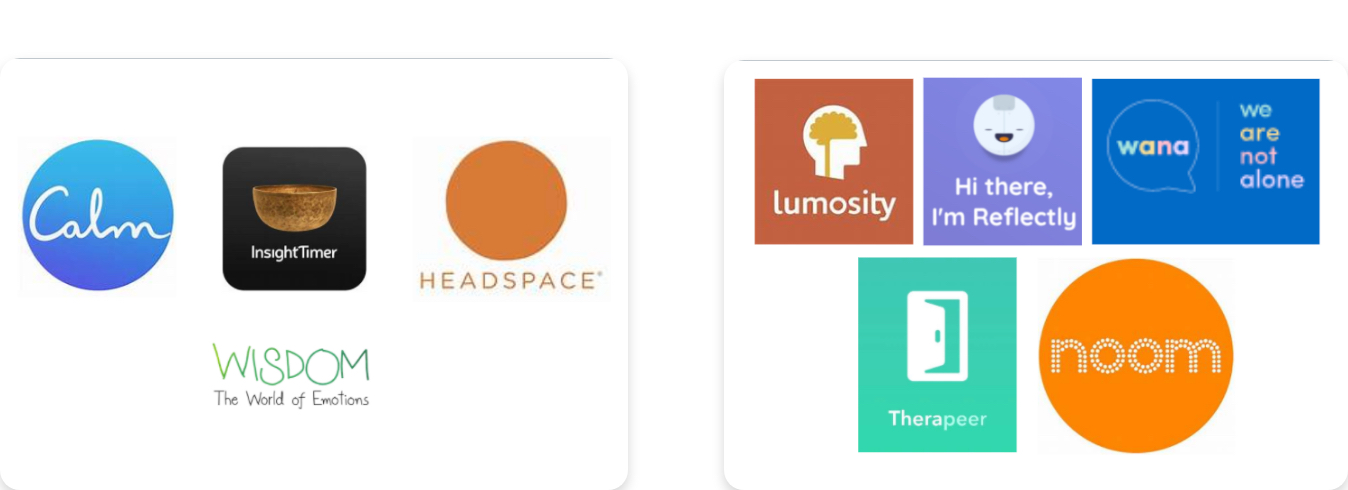 Calm
InsightTimer
HEADSPACE®
WISDOM
The World of Emotions
lumosity
Hi there,
I'm Reflectly
wana
we
are
not
alone
Therapeer
noom